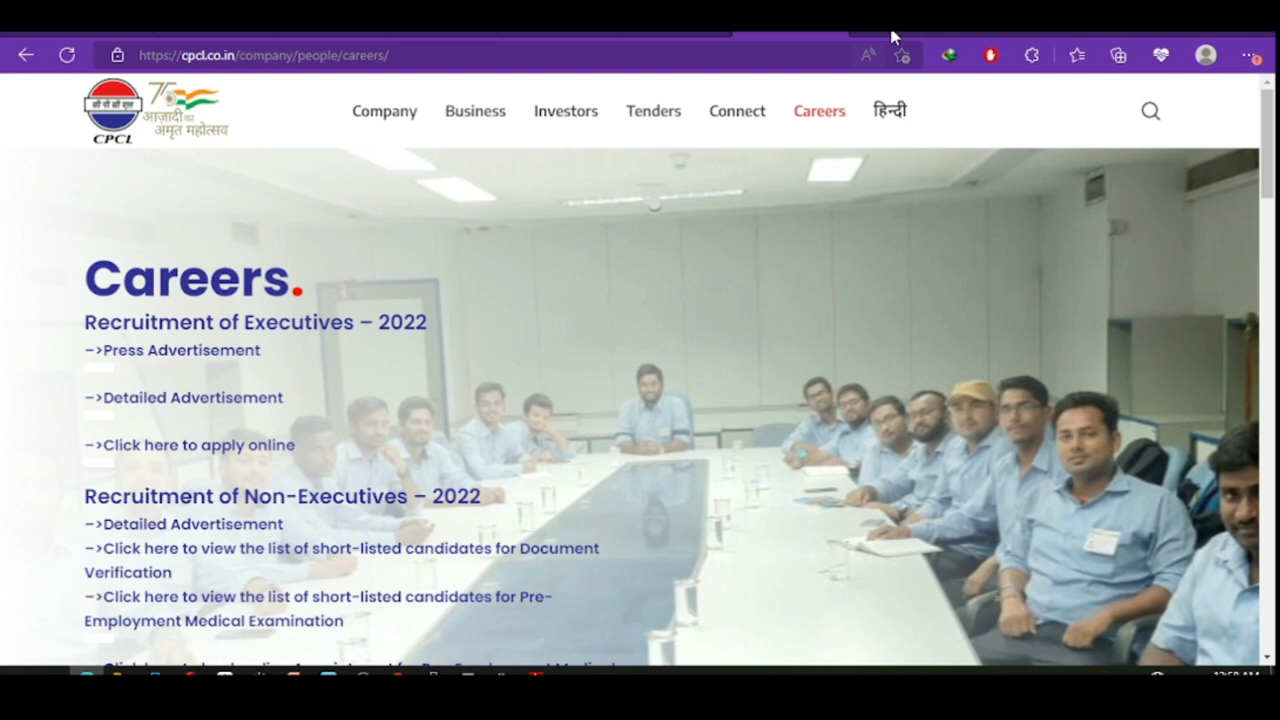 https://cpcl.co.in/company/people/careers/
सी पी सी एल
CPCL
75
आज़ादी का
अमृत महोत्सव
Company Business Investors Tenders Connect Careers हिन्दी
Careers.
Recruitment of Executives – 2022
–>Press Advertisement
–>Detailed Advertisement
–>Click here to apply online
Recruitment of Non-Executives – 2022
–>Detailed Advertisement
–>Click here to view the list of short-listed candidates for Document
Verification
–>Click here to view the list of short-listed candidates for Pre-
Employment Medical Examination